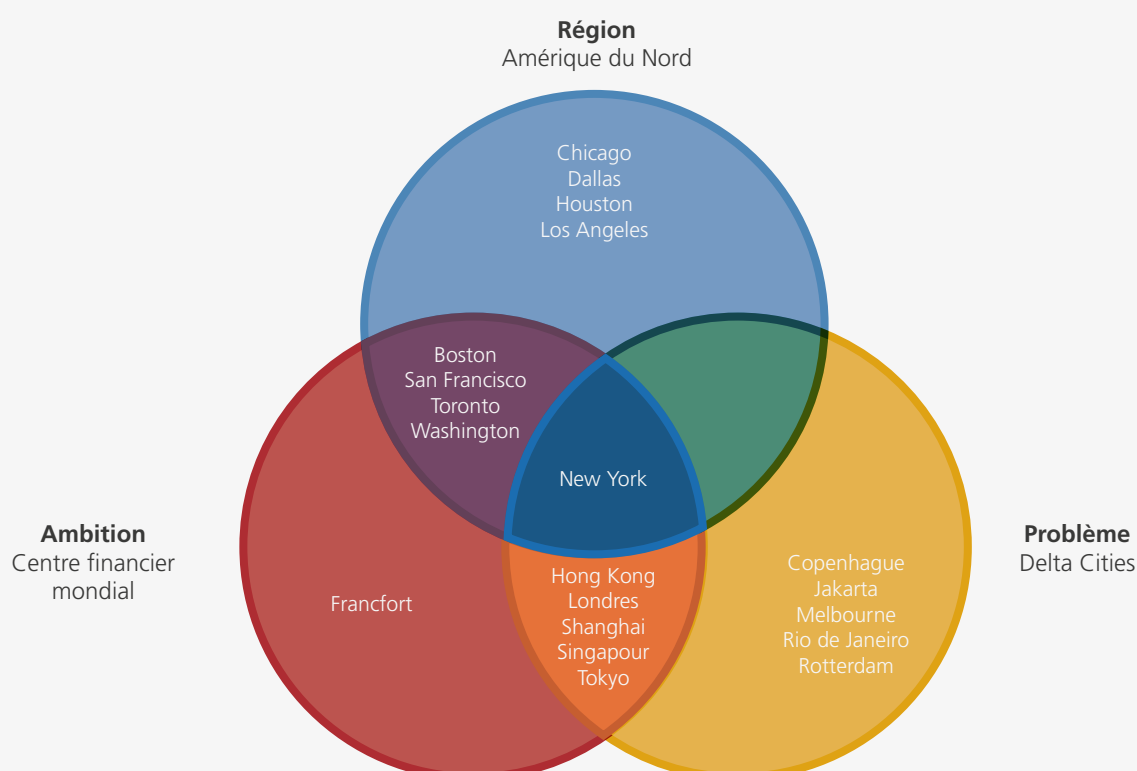 Région
Amérique du Nord
Chicago
Dallas
Houston
Los Angeles
Boston
San Francisco
Toronto
Washington
New York
Ambition
Centre financier
mondial
Problème
Delta Cities
Francfort
Hong Kong
Londres
Shanghai
Singapour
Tokyo
Copenhague
Jakarta
Melbourne
Rio de Janeiro
Rotterdam